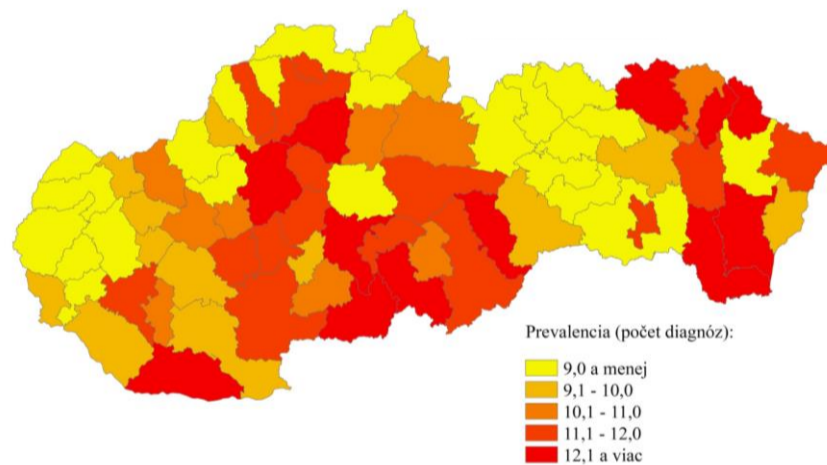 Prevalencia (počet diagnóz):
9,0 a menej
9,1 - 10,0
10,1 - 11,0
11,1 - 12,0
12,1 a viac